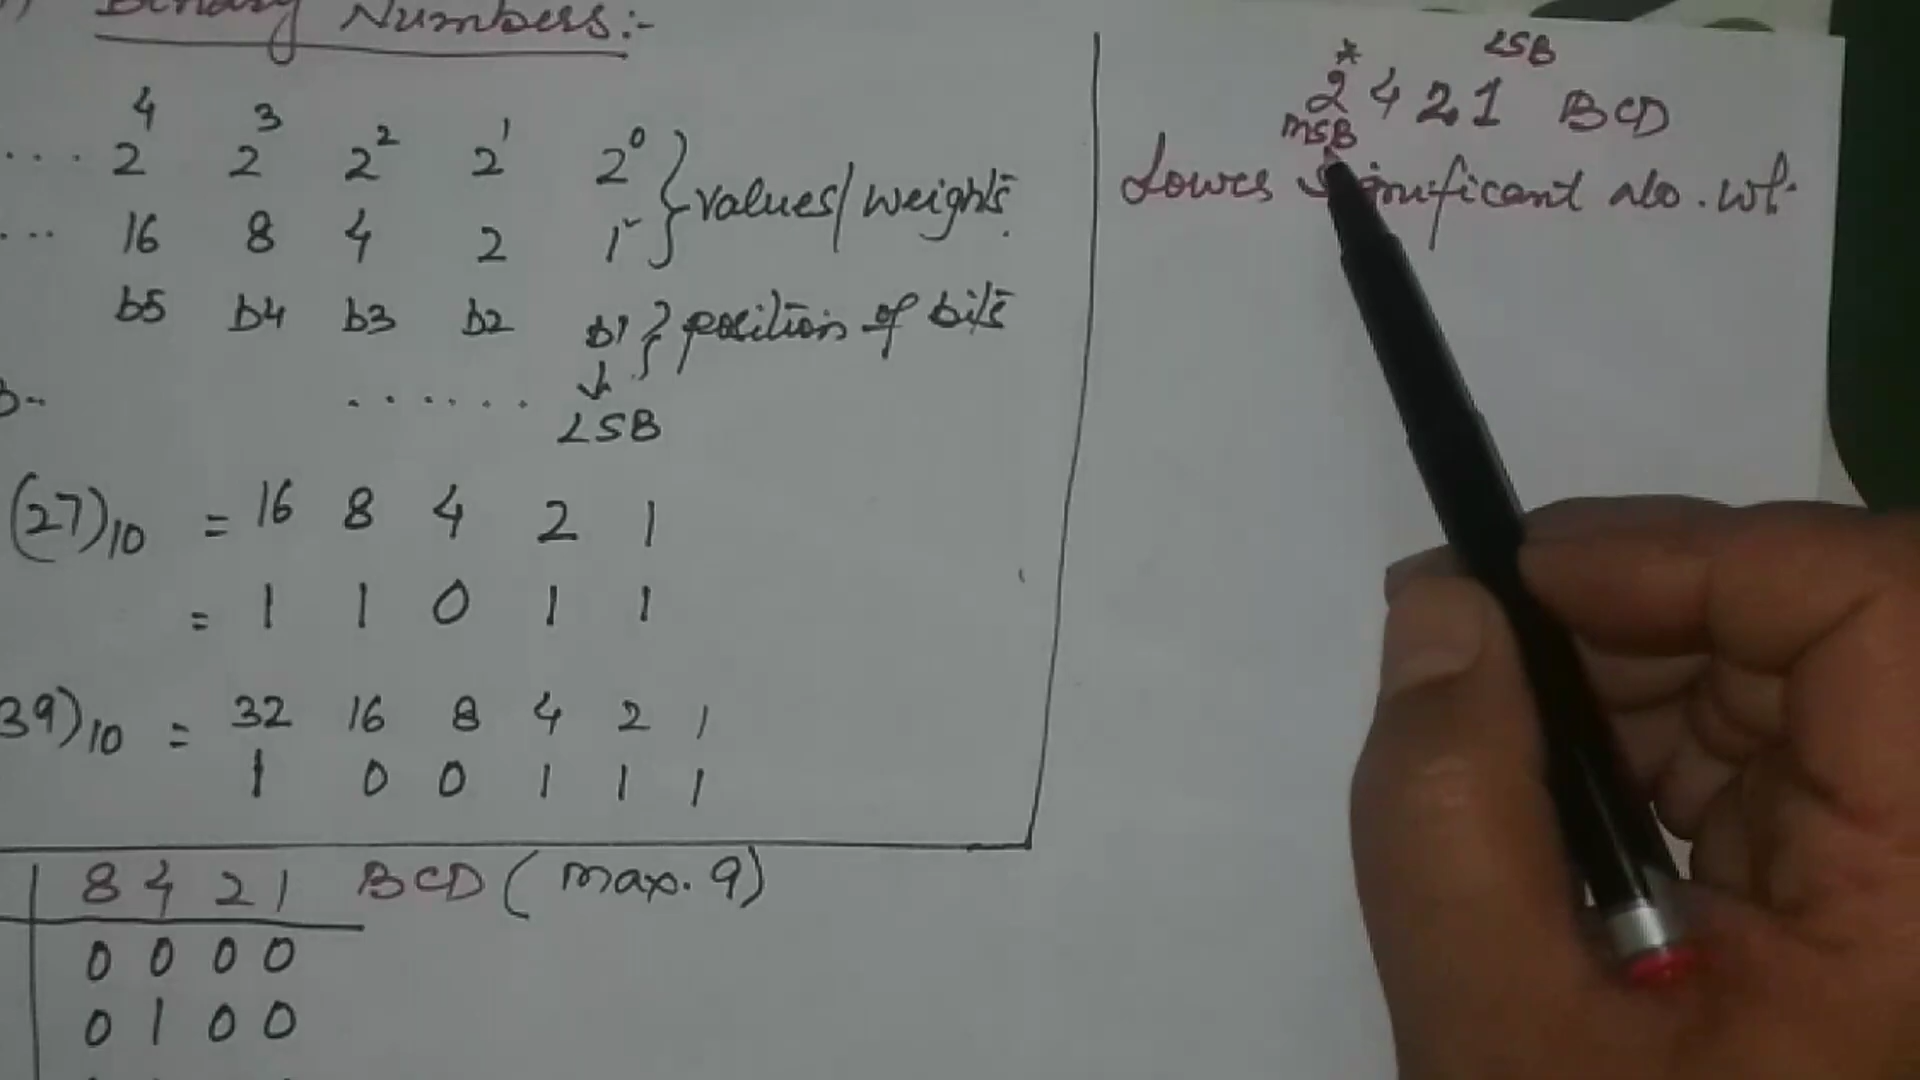 Binary Numbers:-
.... 2^4 2^3 2^2 2^1 2^0 } values/weights
... 16 8 4 2 1
b5 b4 b3 b2 b1 } position of bits
...... ↓
LSB
(27)10 = 16 8 4 2 1
= 1 1 0 1 1
39)10 = 32 16 8 4 2 1
1 0 0 1 1 1
8 4 2 1 BCD (max. 9)
0 0 0 0
0 1 0 0
LSB
2* 4 2 1 BCD
MSB
Lower Significant
wt.